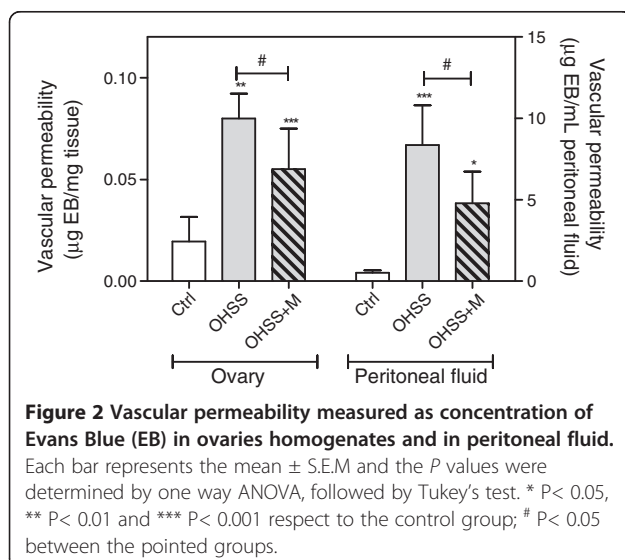 Vascular permeability
(µg EB/mg tissue)
0.10
0.05
0.00
#
**
***
#
***
*
15
10
5
0
Vascular permeability
(µg EB/mL peritoneal fluid)
Ctrl
OHSS
OHSS+M
Ctrl
OHSS
OHSS+M
Ovary
Peritoneal fluid
Figure 2 Vascular permeability measured as concentration of
Evans Blue (EB) in ovaries homogenates and in peritoneal fluid.
Each bar represents the mean ± S.E.M and the P values were
determined by one way ANOVA, followed by Tukey's test. * P< 0.05,
** P< 0.01 and *** P< 0.001 respect to the control group; # P< 0.05
between the pointed groups.